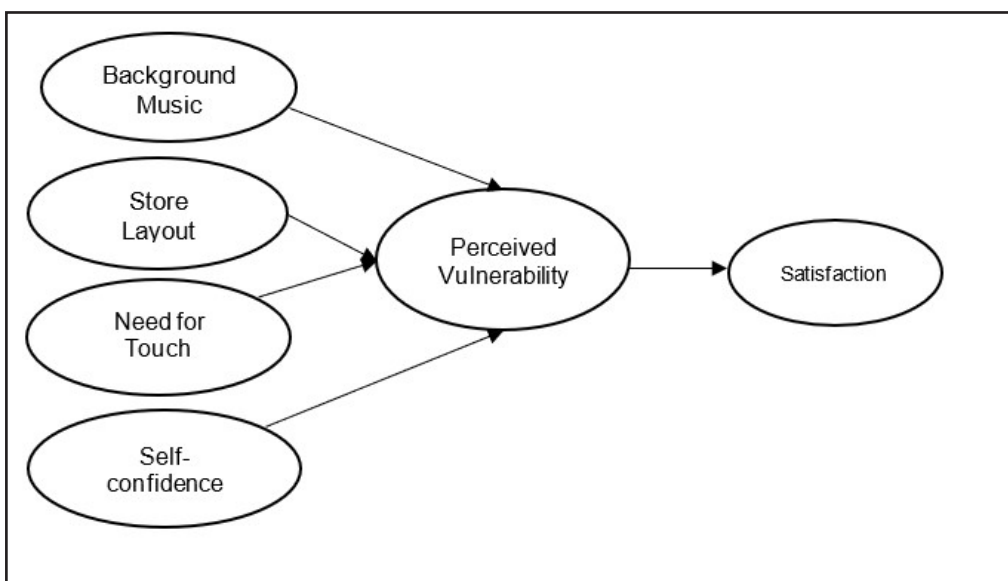 Background
Music
Store
Layout
Need for
Touch
Self-
confidence
Perceived
Vulnerability
Satisfaction